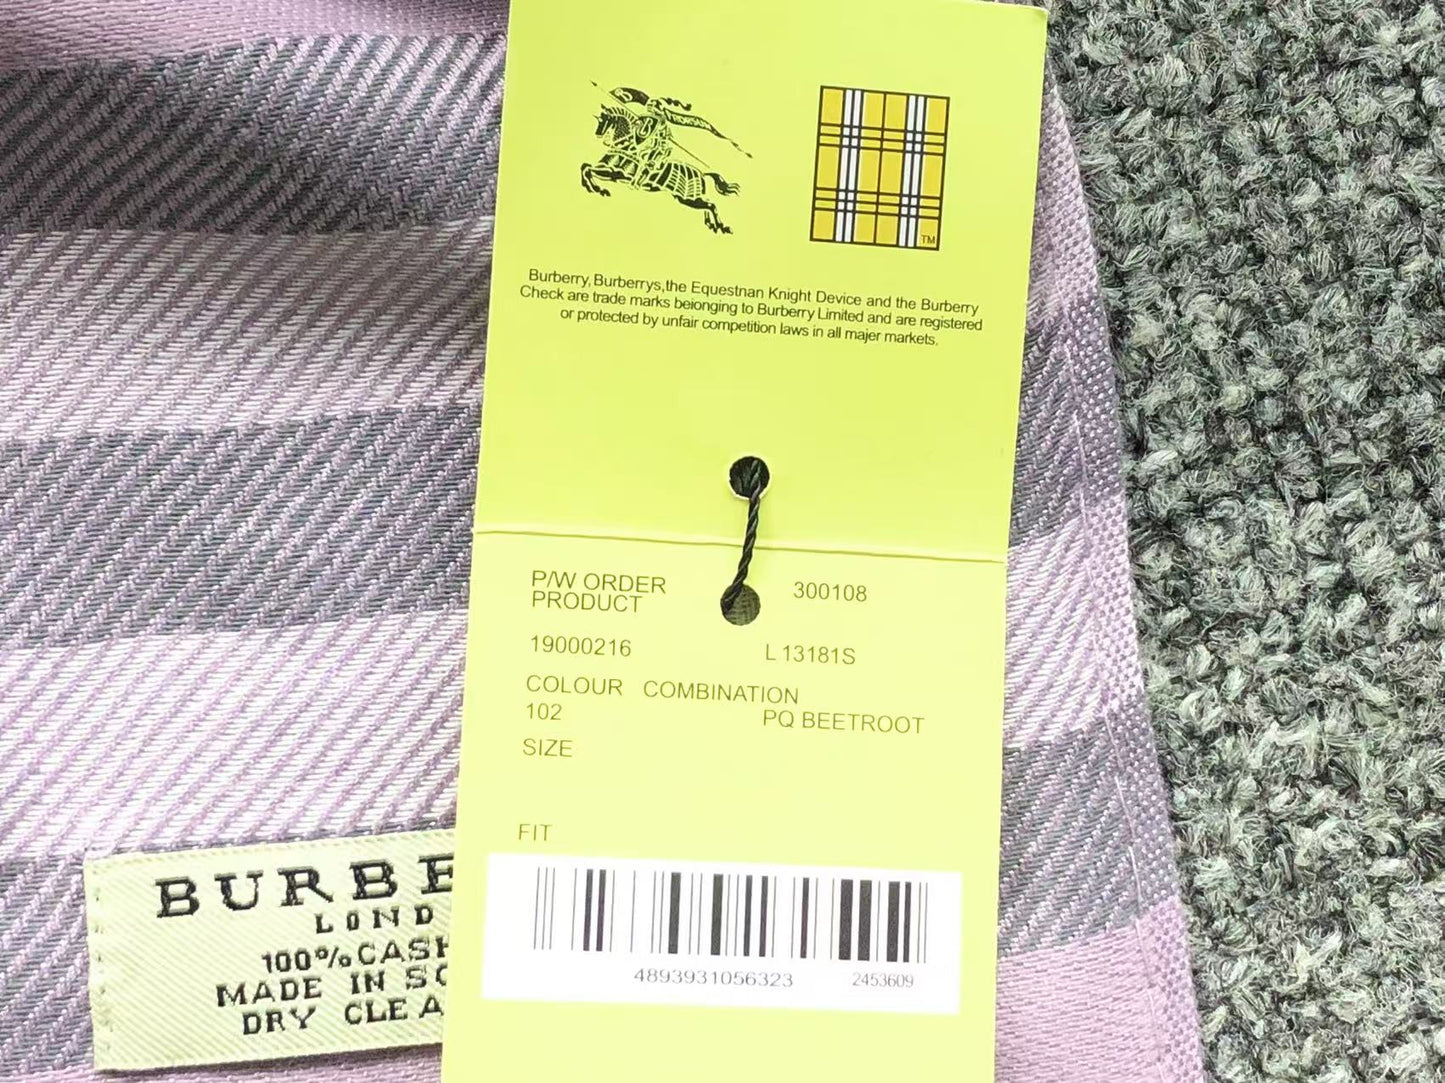 TM
Burberry, Burberrys,the Equestnan Knight Device and the Burberry
Check are trade marks beionging to Burberry Limited and are registered
or protected by unfair competition laws in all majer markets.
P/W ORDER 300108
PRODUCT
19000216 L 13181S
COLOUR COMBINATION
102 PQ BEETROOT
SIZE
FIT
4893931056323 2453609
BURBE
LOND
100%CASH
MADE IN SC
DRY CLEA